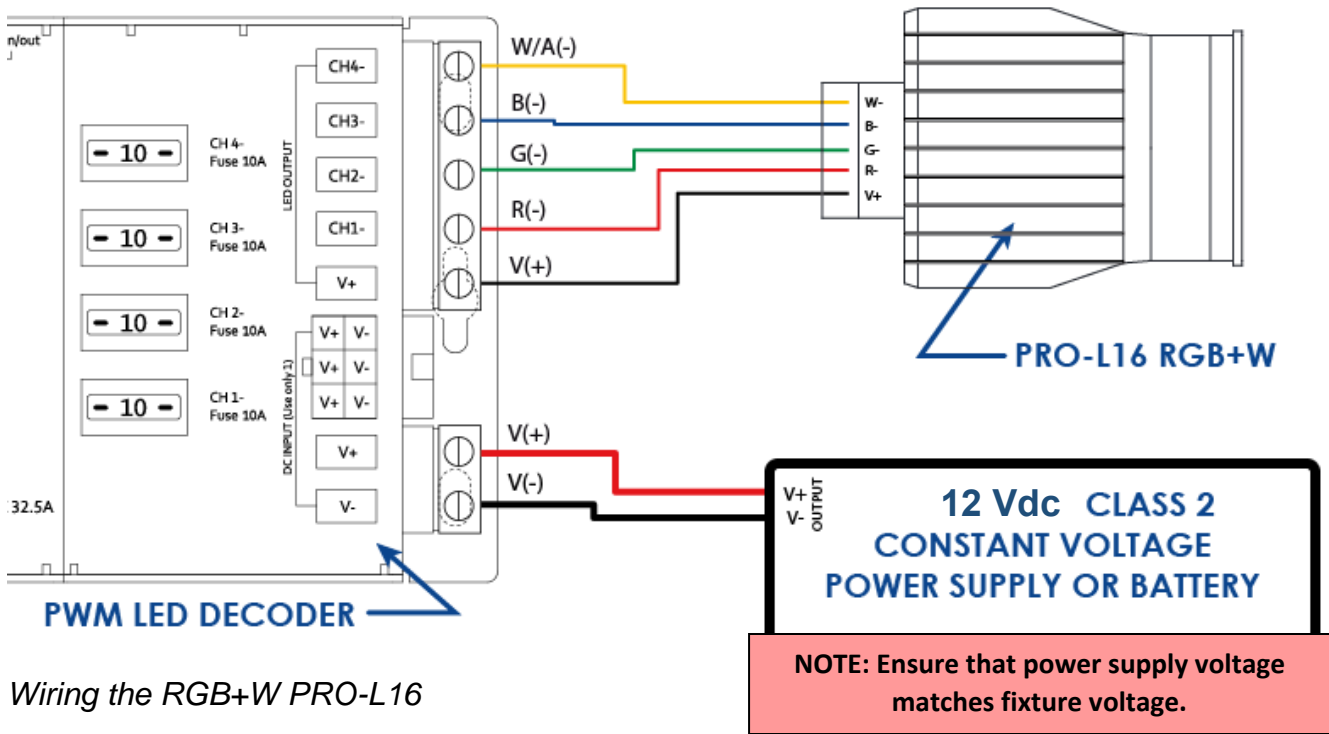 n/out
CH 4-
Fuse 10A
CH 3-
Fuse 10A
CH 2-
Fuse 10A
CH 1-
Fuse 10A
- 10 -
- 10 -
- 10 -
- 10 -
32.5A
LED OUTPUT
CH4-
CH3-
CH2-
CH1-
V+
DC INPUT (Use only 1)
V+ V-
V+ V-
V+ V-
V+
V-
W/A(-)
B(-)
G(-)
R(-)
V(+)
V(+)
V(-)
W-
B-
G-
R-
V+
PRO-L16 RGB+W
V+
V-
OUTPUT
12 Vdc CLASS 2
CONSTANT VOLTAGE
POWER SUPPLY OR BATTERY
PWM LED DECODER
NOTE: Ensure that power supply voltage
matches fixture voltage.
Wiring the RGB+W PRO-L16